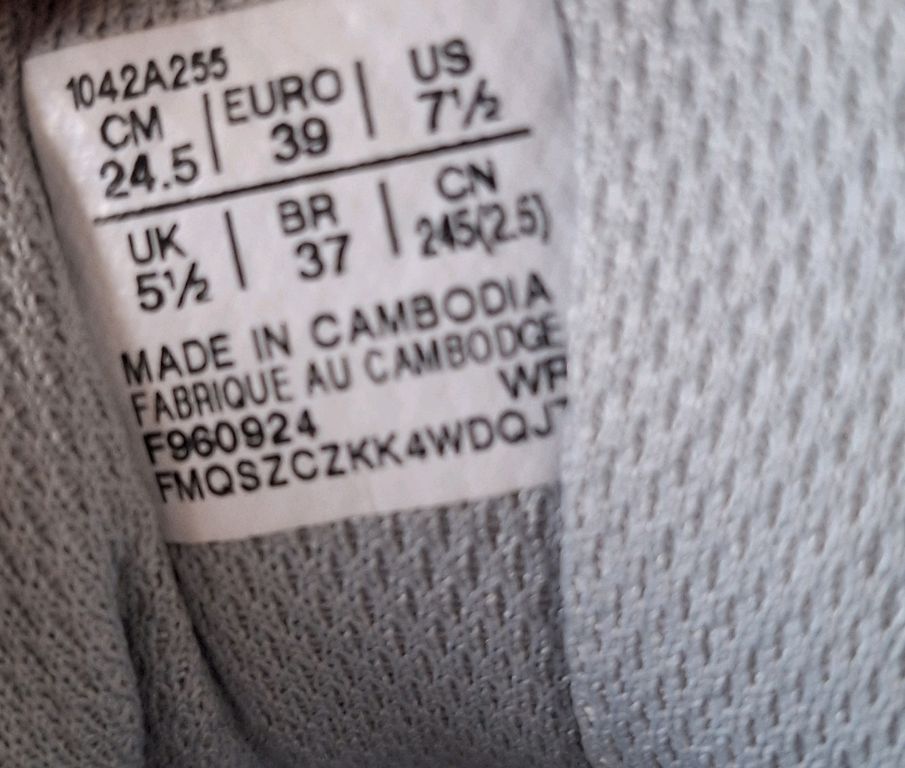 1042A255
CM | EURO | US
24.5 | 39 | 7½
UK | BR | CN
5½ | 37 | 245(2.5)
MADE IN CAMBODIA
FABRIQUE AU CAMBODGE
WP
F960924
FMQSZCZKK4WDQJ